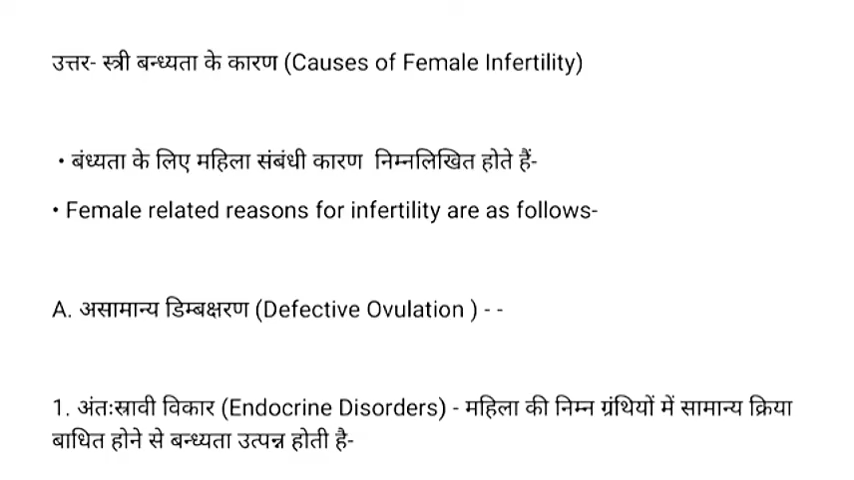 उत्तर- स्त्री बन्ध्यता के कारण (Causes of Female Infertility)
• बंध्यता के लिए महिला संबंधी कारण निम्नलिखित होते हैं-
• Female related reasons for infertility are as follows-
A. असामान्य डिम्बक्षरण (Defective Ovulation ) - -
1. अंतःस्रावी विकार (Endocrine Disorders) - महिला की निम्न ग्रंथियों में सामान्य क्रिया
बाधित होने से बन्ध्यता उत्पन्न होती है-